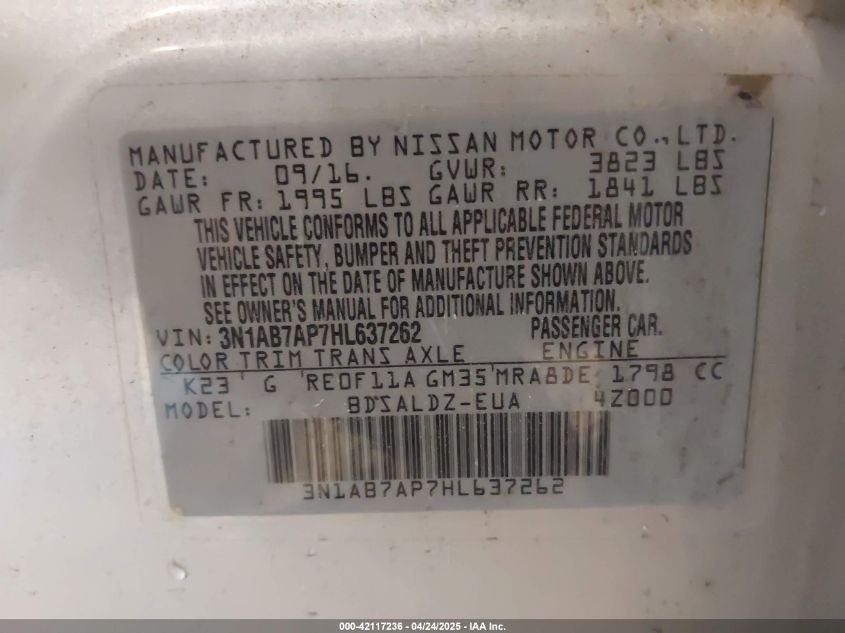 MANUFACTURED BY NISSAN MOTOR CO., LTD.
DATE: 09/16. GVWR: 3823 LBS
GAWR FR: 1995 LBS GAWR RR: 1841 LBS
THIS VEHICLE CONFORMS TO ALL APPLICABLE FEDERAL MOTOR
VEHICLE SAFETY, BUMPER AND THEFT PREVENTION STANDARDS
IN EFFECT ON THE DATE OF MANUFACTURE SHOWN ABOVE.
SEE OWNER'S MANUAL FOR ADDITIONAL INFORMATION.
VIN: 3N1AB7AP7HL637262 PASSENGER CAR.
COLOR TRIM TRANS AXLE ENGINE
K23 G RE0F11A GM35 MRA8DE 1798 CC
MODEL: BDSALDZ-EUA 4Z000
3N1AB7AP7HL637262
000-42117236 - 04/24/2025 - IAA Inc.